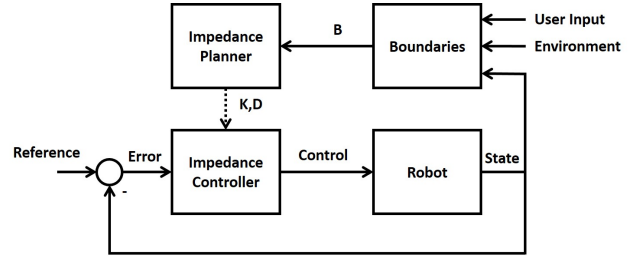 Impedance
Planner
B
Boundaries
User Input
Environment
K,D
Reference
Error
-
Impedance
Controller
Control
Robot
State